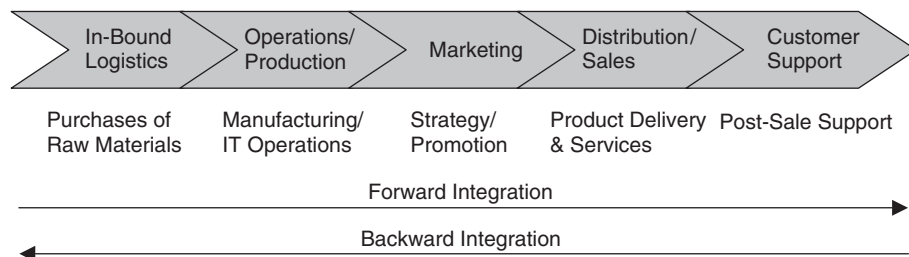 In-Bound
Logistics
Operations/
Production
Marketing
Distribution/
Sales
Customer
Support
Purchases of
Raw Materials
Manufacturing/
IT Operations
Strategy/
Promotion
Product Delivery
& Services
Post-Sale Support
Forward Integration
Backward Integration